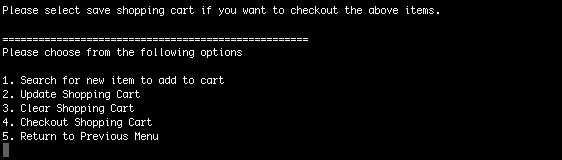 Please select save shopping cart if you want to checkout the above items.
===================================================
Please choose from the following options
1. Search for new item to add to cart
2. Update Shopping Cart
3. Clear Shopping Cart
4. Checkout Shopping Cart
5. Return to Previous Menu